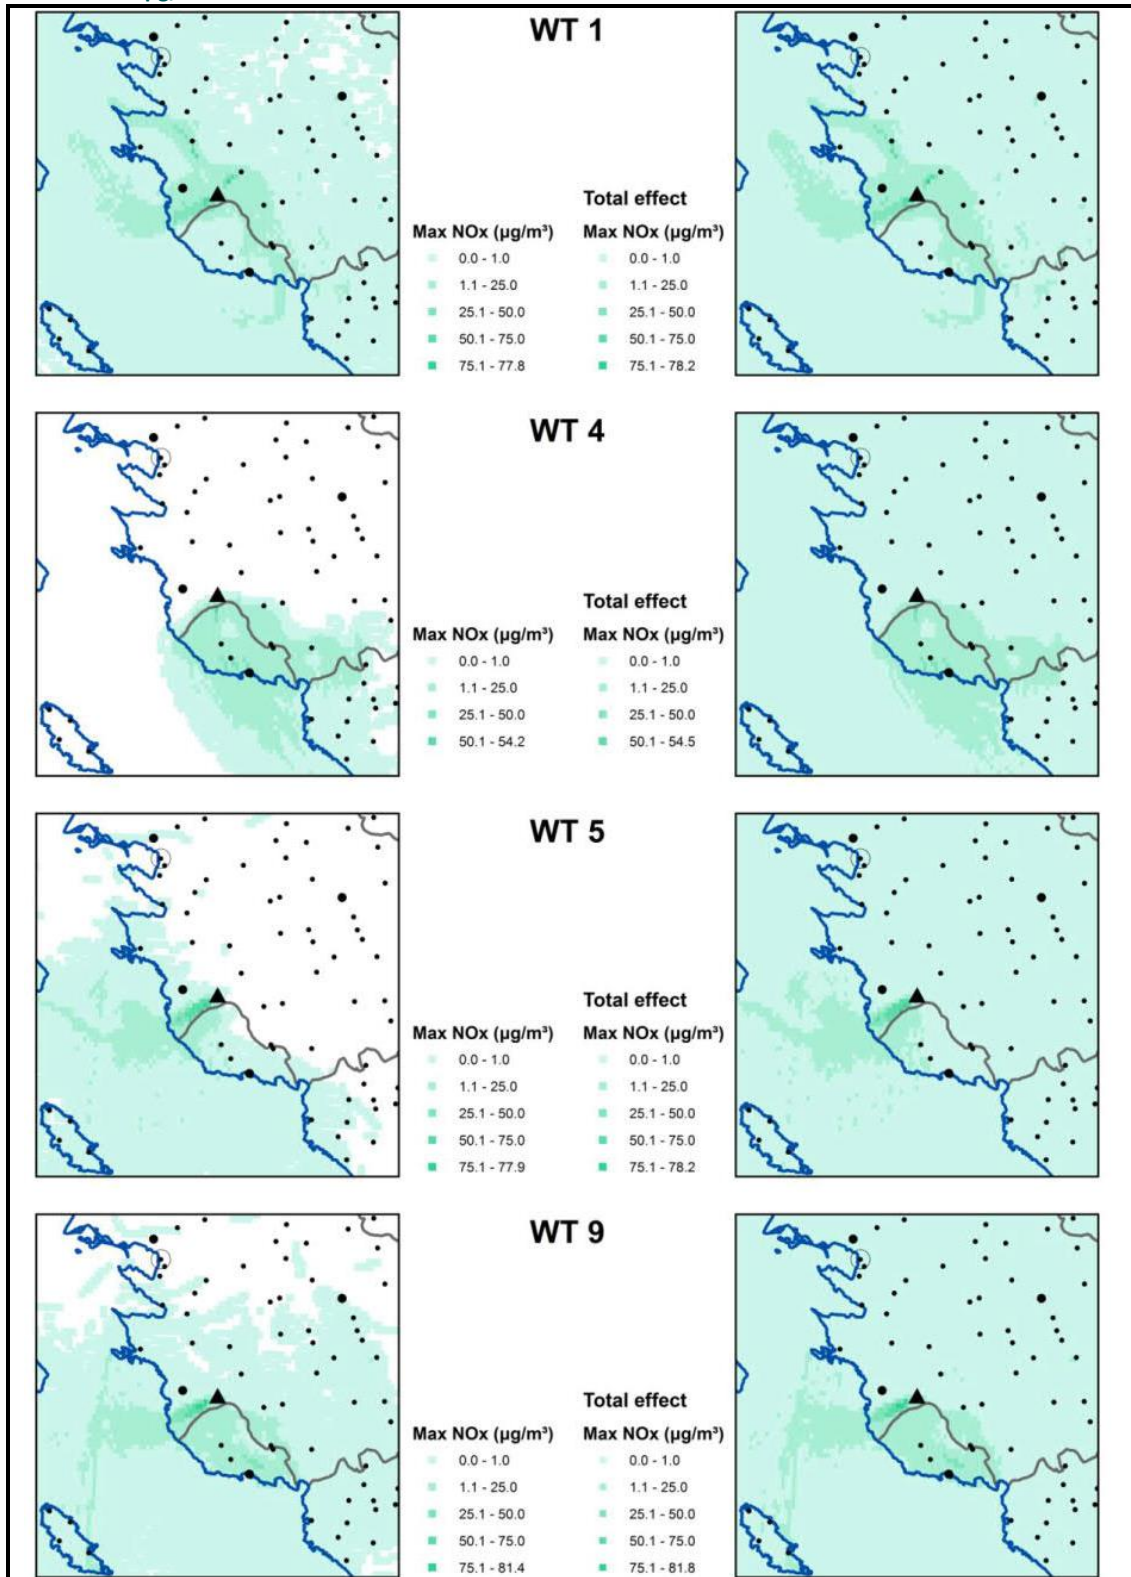 WT 1
Total effect
Max NOx (µg/m³) Max NOx (µg/m³)
0.0 - 1.0 0.0 - 1.0
1.1 - 25.0 1.1 - 25.0
25.1 - 50.0 25.1 - 50.0
50.1 - 75.0 50.1 - 75.0
75.1 - 77.8 75.1 - 78.2
WT 4
Total effect
Max NOx (µg/m³) Max NOx (µg/m³)
0.0 - 1.0 0.0 - 1.0
1.1 - 25.0 1.1 - 25.0
25.1 - 50.0 25.1 - 50.0
50.1 - 54.2 50.1 - 54.5
WT 5
Total effect
Max NOx (µg/m³) Max NOx (µg/m³)
0.0 - 1.0 0.0 - 1.0
1.1 - 25.0 1.1 - 25.0
25.1 - 50.0 25.1 - 50.0
50.1 - 75.0 50.1 - 75.0
75.1 - 77.9 75.1 - 78.2
WT 9
Total effect
Max NOx (µg/m³) Max NOx (µg/m³)
0.0 - 1.0 0.0 - 1.0
1.1 - 25.0 1.1 - 25.0
25.1 - 50.0 25.1 - 50.0
50.1 - 75.0 50.1 - 75.0
75.1 - 81.4 75.1 - 81.8